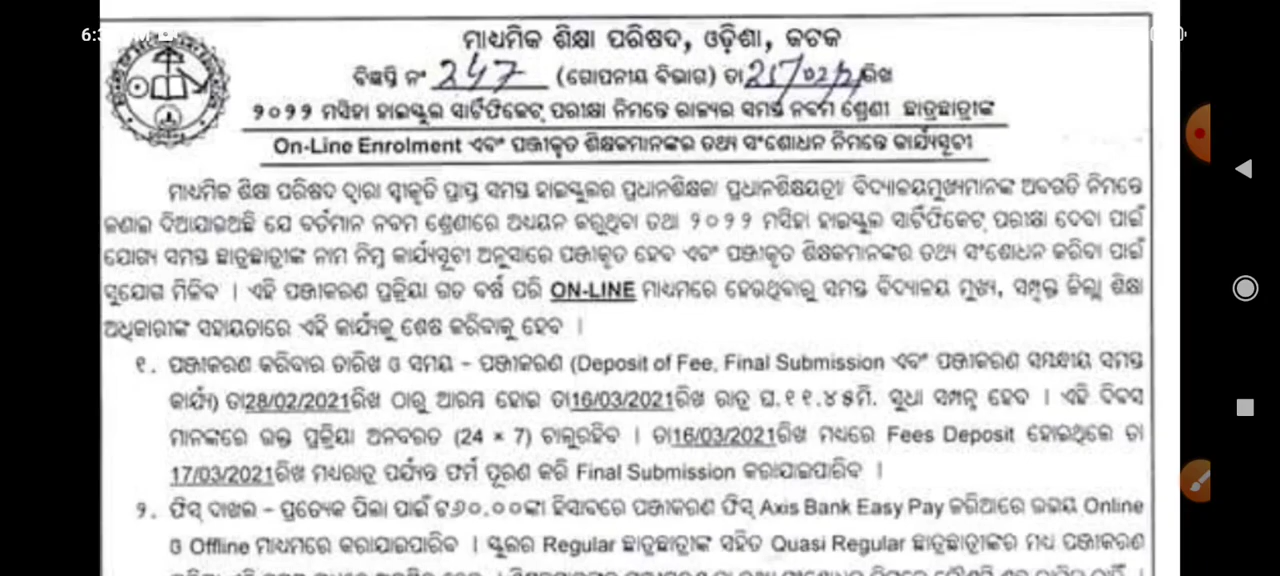 ମାଧ୍ୟମିକ ଶିକ୍ଷା ପରିଷଦ, ଓଡ଼ିଶା, କଟକ
ବିଜ୍ଞପ୍ତି ନଂ 247 (ଗୋପନୀୟ ବିଭାଗ) ତା ରିଖ
୨୦୨୨ ମସିହା ହାଇସ୍କୁଲ ସାର୍ଟିଫିକେଟ୍ ପରୀକ୍ଷା ନିମନ୍ତେ ରାଜ୍ୟର ସମସ୍ତ ନବମ ଶ୍ରେଣୀ ଛାତ୍ରଛାତ୍ରୀଙ୍କ
On-Line Enrolment ଏବଂ ପଞ୍ଜୀକୃତ ଶିକ୍ଷକମାନଙ୍କର ତଥ୍ୟ ସଂଶୋଧନ ନିମନ୍ତେ କାର୍ଯ୍ୟସୂଚୀ
ମାଧ୍ୟମିକ ଶିକ୍ଷା ପରିଷଦ ଦ୍ୱାରା ସ୍ୱୀକୃତି ପ୍ରାପ୍ତ ସମସ୍ତ ହାଇସ୍କୁଲର ପ୍ରଧାନଶିକ୍ଷକ/ ପ୍ରଧାନଶିକ୍ଷୟତ୍ରୀ/ ବିଦ୍ୟାଳୟମୁଖ୍ୟମାନଙ୍କ ଅବଗତି ନିମନ୍ତେ
ଜଣାଇ ଦିଆଯାଉଅଛି ଯେ ବର୍ତ୍ତମାନ ନବମ ଶ୍ରେଣୀରେ ଅଧ୍ୟୟନ କରୁଥିବା ତଥା ୨୦୨୨ ମସିହା ହାଇସ୍କୁଲ ସାର୍ଟିଫିକେଟ୍ ପରୀକ୍ଷା ଦେବା ପାଇଁ
ଯୋଗ୍ୟ ସମସ୍ତ ଛାତ୍ରଛାତ୍ରୀଙ୍କ ନାମ ନିମ୍ନ କାର୍ଯ୍ୟସୂଚୀ ଅନୁସାରେ ପଞ୍ଜୀକୃତ ହେବ ଏବଂ ପଞ୍ଜୀକୃତ ଶିକ୍ଷକମାନଙ୍କର ତଥ୍ୟ ସଂଶୋଧନ କରିବା ପାଇଁ
ସୁଯୋଗ ମିଳିବ । ଏହି ପଞ୍ଜୀକରଣ ପ୍ରକ୍ରିୟା ଗତ ବର୍ଷ ପରି ON-LINE ମାଧ୍ୟମରେ ହେଉଥିବାରୁ ସମସ୍ତ ବିଦ୍ୟାଳୟ ମୁଖ୍ୟ, ସମ୍ପୃକ୍ତ ଜିଲ୍ଲା ଶିକ୍ଷା
ଅଧିକାରୀଙ୍କ ସହାୟତାରେ ଏହି କାର୍ଯ୍ୟକୁ ଶେଷ କରିବାକୁ ହେବ ।
୧. ପଞ୍ଜୀକରଣ କରିବାର ତାରିଖ ଓ ସମୟ – ପଞ୍ଜୀକରଣ (Deposit of Fee, Final Submission ଏବଂ ପଞ୍ଜୀକରଣ ସମ୍ବନ୍ଧୀୟ ସମସ୍ତ
କାର୍ଯ୍ୟ) ତା28/02/2021ରିଖ ଠାରୁ ଆରମ୍ଭ ହୋଇ ତା16/03/2021ରିଖ ରାତ୍ର ଘ.୧୧.୪୫ମି. ସୁଧା ସମ୍ପନ୍ନ ହେବ । ଏହି ଦିବସ
ମାନଙ୍କରେ ଉକ୍ତ ପ୍ରକ୍ରିୟା ଅନବରତ (24 × 7) ଚାଲୁରହିବ । ତା16/03/2021ରିଖ ମଧ୍ୟରେ Fees Deposit ହୋଇଥିଲେ ତା
17/03/2021ରିଖ ମଧ୍ୟରାତ୍ର ପର୍ଯ୍ୟନ୍ତ ଫର୍ମ ପୂରଣ କରି Final Submission କରାଯାଇପାରିବ ।
୨. ଫିସ୍ ଦାଖଲ – ପ୍ରତ୍ୟେକ ପିଲା ପାଇଁ ଟ୬୦.୦୦ଙ୍କା ହିସାବରେ ପଞ୍ଜୀକରଣ ଫିସ୍ Axis Bank Easy Pay ଜରିଆରେ ଉଭୟ Online
ଓ Offline ମାଧ୍ୟମରେ କରାଯାଇପାରିବ । ସ୍କୁଲର Regular ଛାତ୍ରଛାତ୍ରୀଙ୍କ ସହିତ Quasi Regular ଛାତ୍ରଛାତ୍ରୀଙ୍କର ମଧ୍ୟ ପଞ୍ଜୀକରଣ